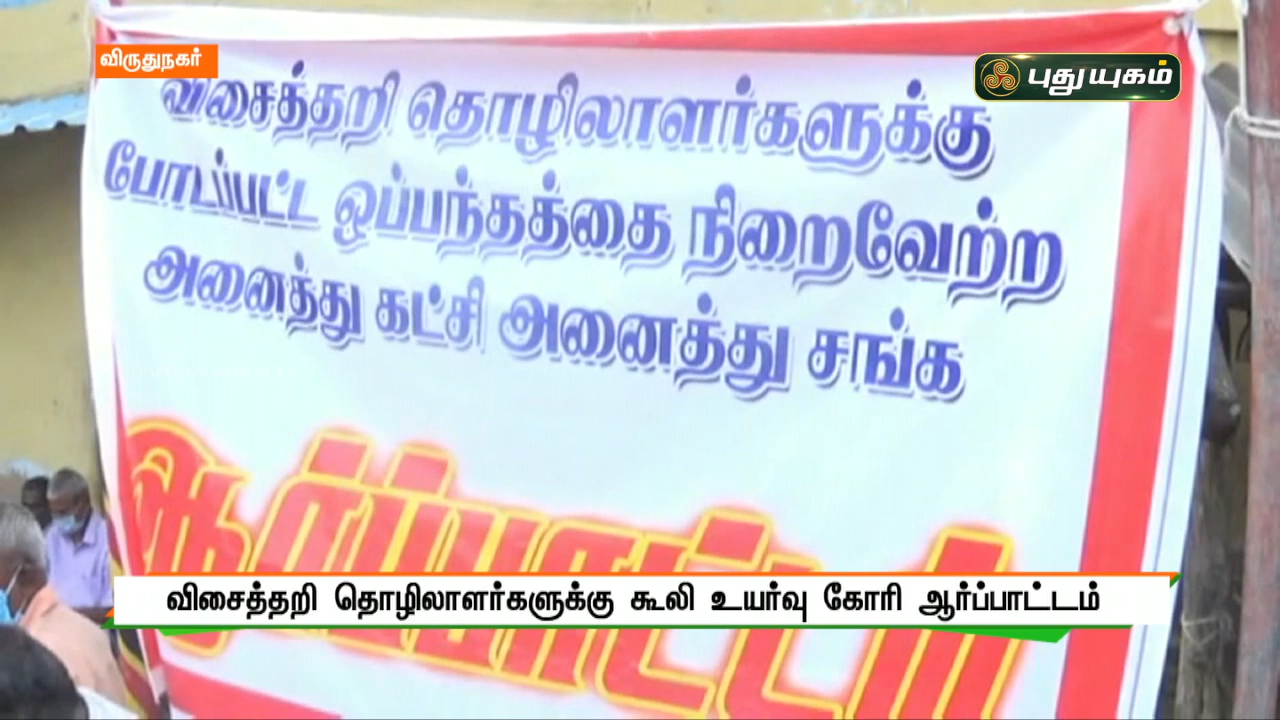 விருதுநகர்
புதுயுகம்
விசைத்தறி தொழிலாளர்களுக்கு
போடப்பட்ட ஒப்பந்தத்தை நிறைவேற்ற
அனைத்து கட்சி அனைத்து சங்க
ஆர்ப்பாட்டம்
விசைத்தறி தொழிலாளர்களுக்கு கூலி உயர்வு கோரி ஆர்ப்பாட்டம்